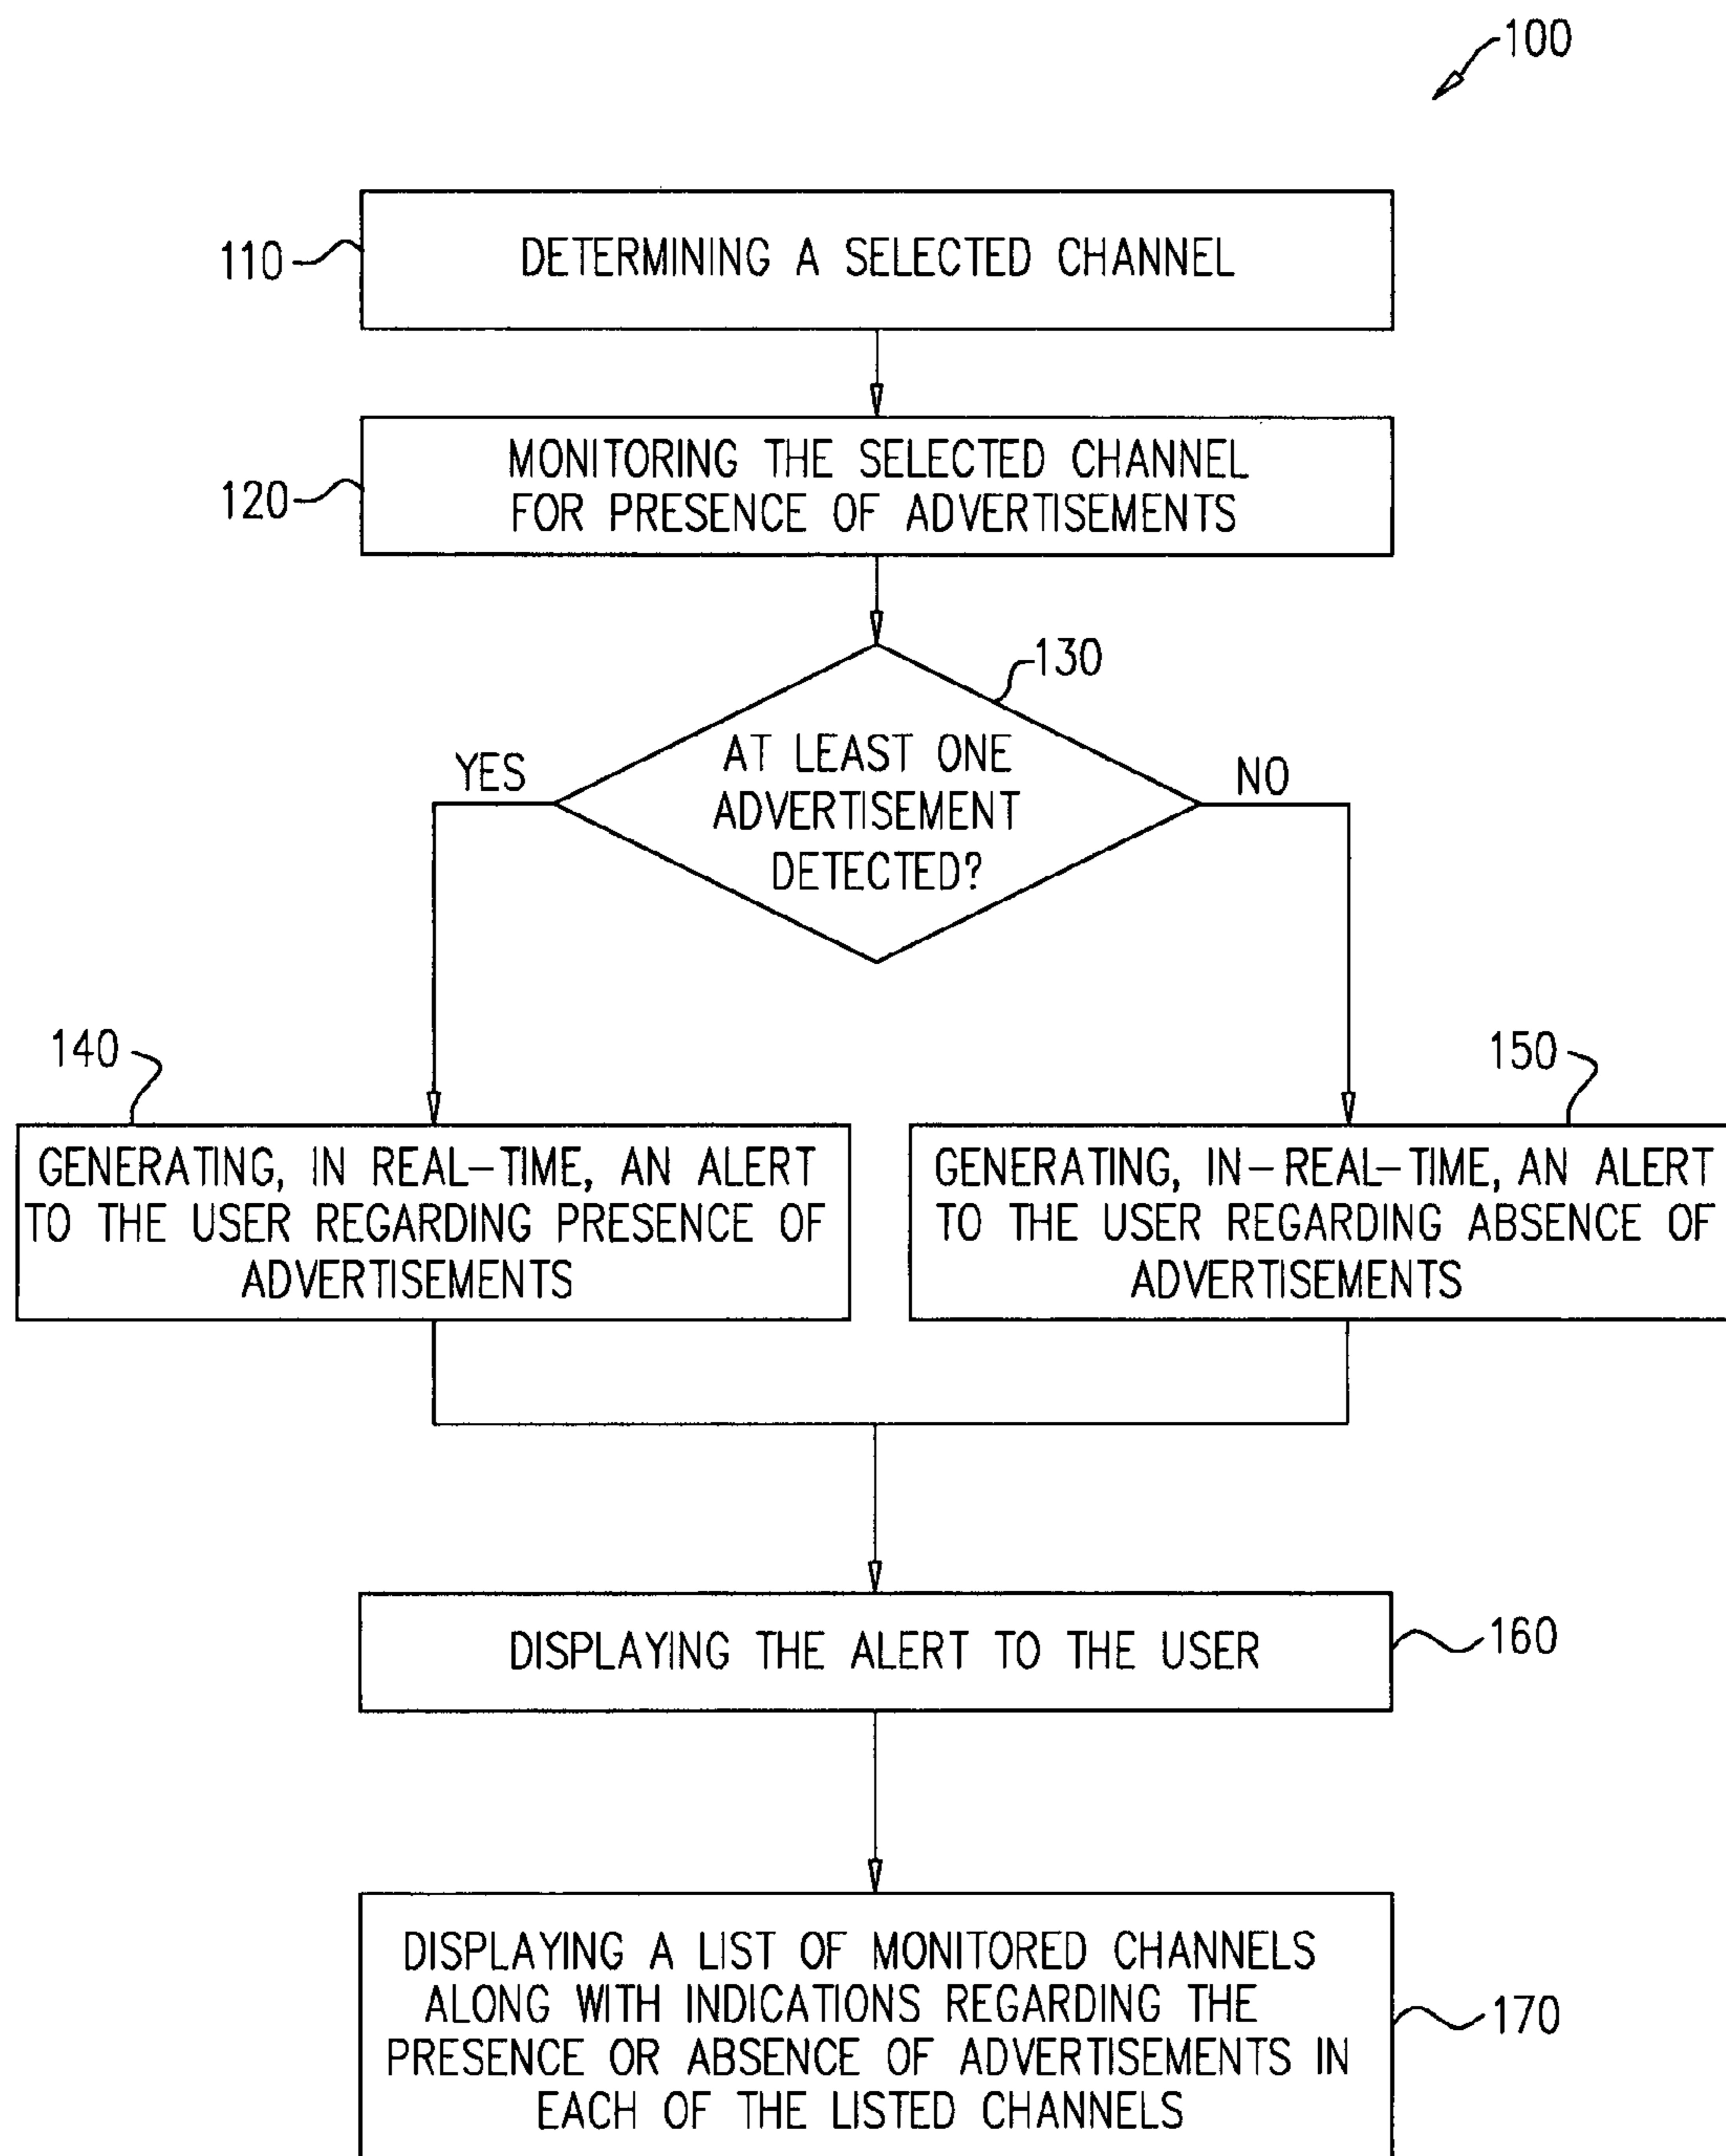 100
110
DETERMINING A SELECTED CHANNEL
120
MONITORING THE SELECTED CHANNEL
FOR PRESENCE OF ADVERTISEMENTS
130
AT LEAST ONE
ADVERTISEMENT
DETECTED?
YES
NO
140
GENERATING, IN REAL-TIME, AN ALERT
TO THE USER REGARDING PRESENCE OF
ADVERTISEMENTS
150
GENERATING, IN-REAL-TIME, AN ALERT
TO THE USER REGARDING ABSENCE OF
ADVERTISEMENTS
DISPLAYING THE ALERT TO THE USER
160
DISPLAYING A LIST OF MONITORED CHANNELS
ALONG WITH INDICATIONS REGARDING THE
PRESENCE OR ABSENCE OF ADVERTISEMENTS IN
EACH OF THE LISTED CHANNELS
170